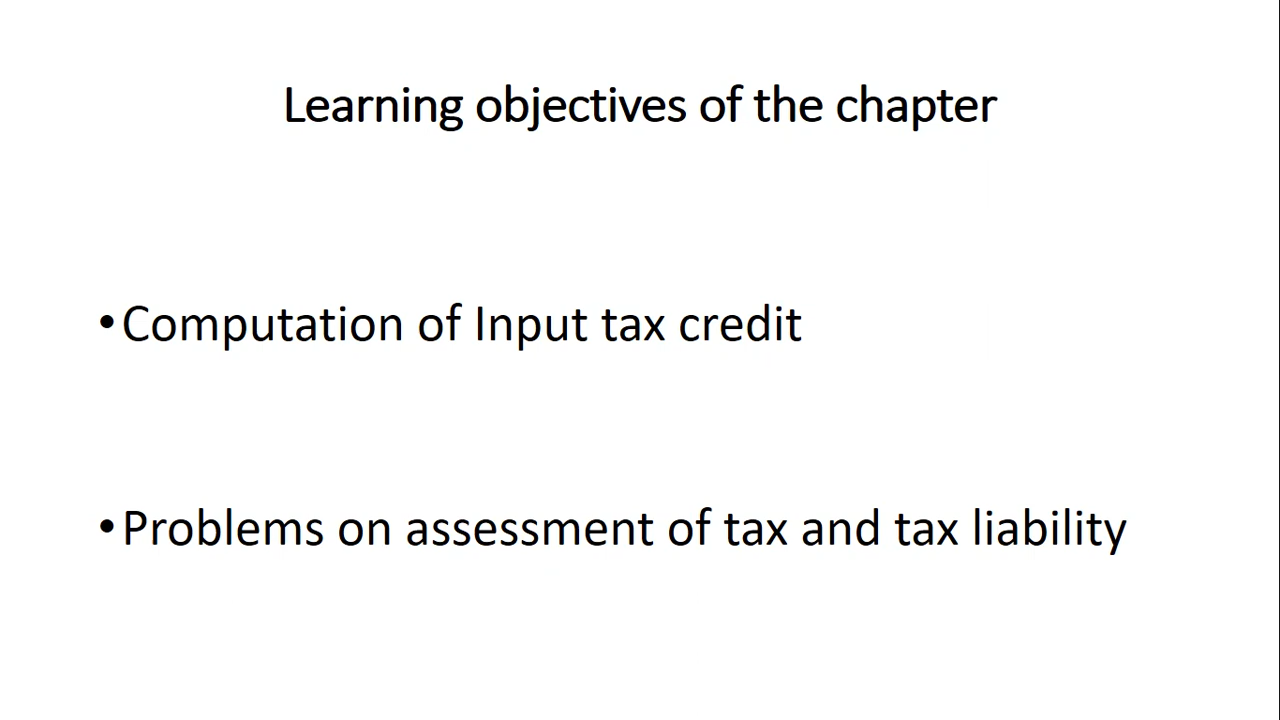 Learning objectives of the chapter
•Computation of Input tax credit
•Problems on assessment of tax and tax liability